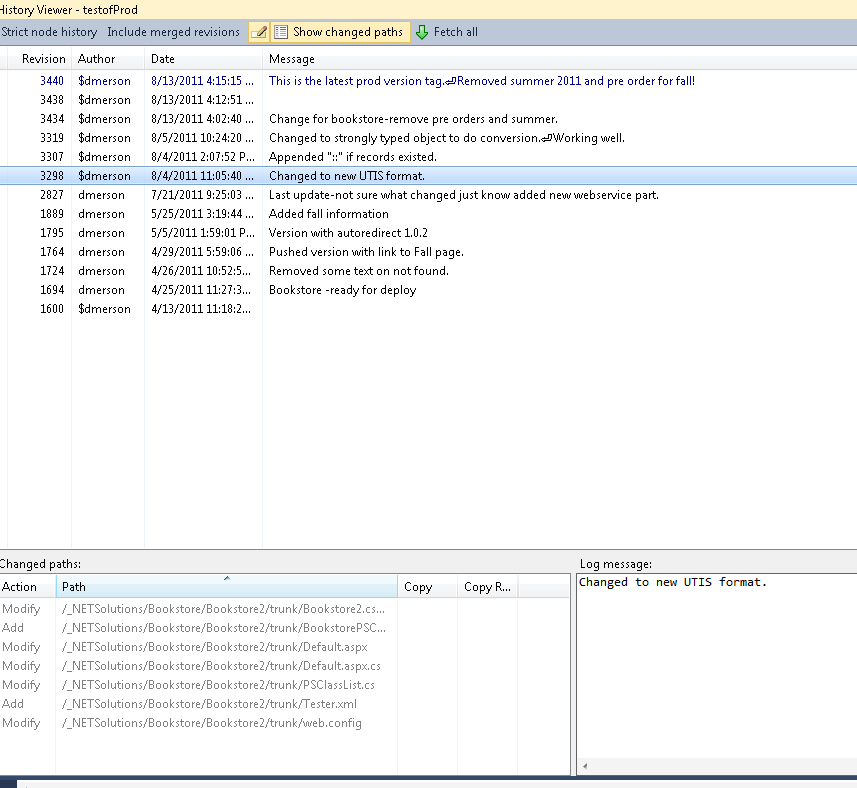 History Viewer - testofProd
Strict node history Include merged revisions Show changed paths Fetch all
Revision Author Date Message
3440 $dmerson 8/13/2011 4:15:15 ... This is the latest prod version tag.⏎Removed summer 2011 and pre order for fall!
3438 $dmerson 8/13/2011 4:12:51 ...
3434 $dmerson 8/13/2011 4:02:40 ... Change for bookstore-remove pre orders and summer.
3319 $dmerson 8/5/2011 10:24:20 ... Changed to strongly typed object to do conversion.⏎Working well.
3307 $dmerson 8/4/2011 2:07:52 P... Appended "::" if records existed.
3298 $dmerson 8/4/2011 11:05:40 ... Changed to new UTIS format.
2827 dmerson 7/21/2011 9:25:03 ... Last update-not sure what changed just know added new webservice part.
1889 dmerson 5/25/2011 3:19:44 ... Added fall information
1795 dmerson 5/5/2011 1:59:01 P... Version with autoredirect 1.0.2
1764 dmerson 4/29/2011 5:59:06 ... Pushed version with link to Fall page.
1724 dmerson 4/26/2011 10:52:5... Removed some text on not found.
1694 dmerson 4/25/2011 11:27:3... Bookstore -ready for deploy
1600 $dmerson 4/13/2011 11:18:2...
Changed paths: Log message:
Action Path Copy Copy R... Changed to new UTIS format.
Modify /_NETSolutions/Bookstore/Bookstore2/trunk/Bookstore2.cs...
Add /_NETSolutions/Bookstore/Bookstore2/trunk/BookstorePSC...
Modify /_NETSolutions/Bookstore/Bookstore2/trunk/Default.aspx
Modify /_NETSolutions/Bookstore/Bookstore2/trunk/Default.aspx.cs
Modify /_NETSolutions/Bookstore/Bookstore2/trunk/PSClassList.cs
Add /_NETSolutions/Bookstore/Bookstore2/trunk/Tester.xml
Modify /_NETSolutions/Bookstore/Bookstore2/trunk/web.config